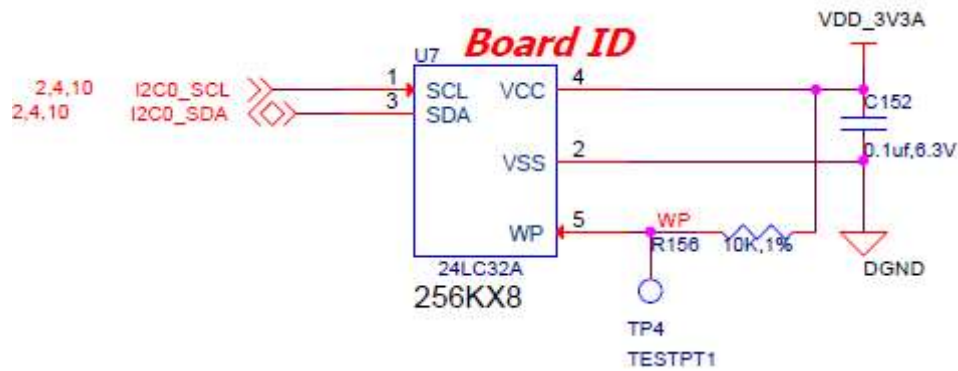 VDD_3V3A
Board ID
U7
2,4,10 I2C0_SCL 1 SCL VCC 4
2,4,10 I2C0_SDA 3 SDA
C152
0.1uf,6.3V
VSS 2
WP 5 WP
R156 10K,1%
24LC32A
256KX8
DGND
TP4
TESTPT1